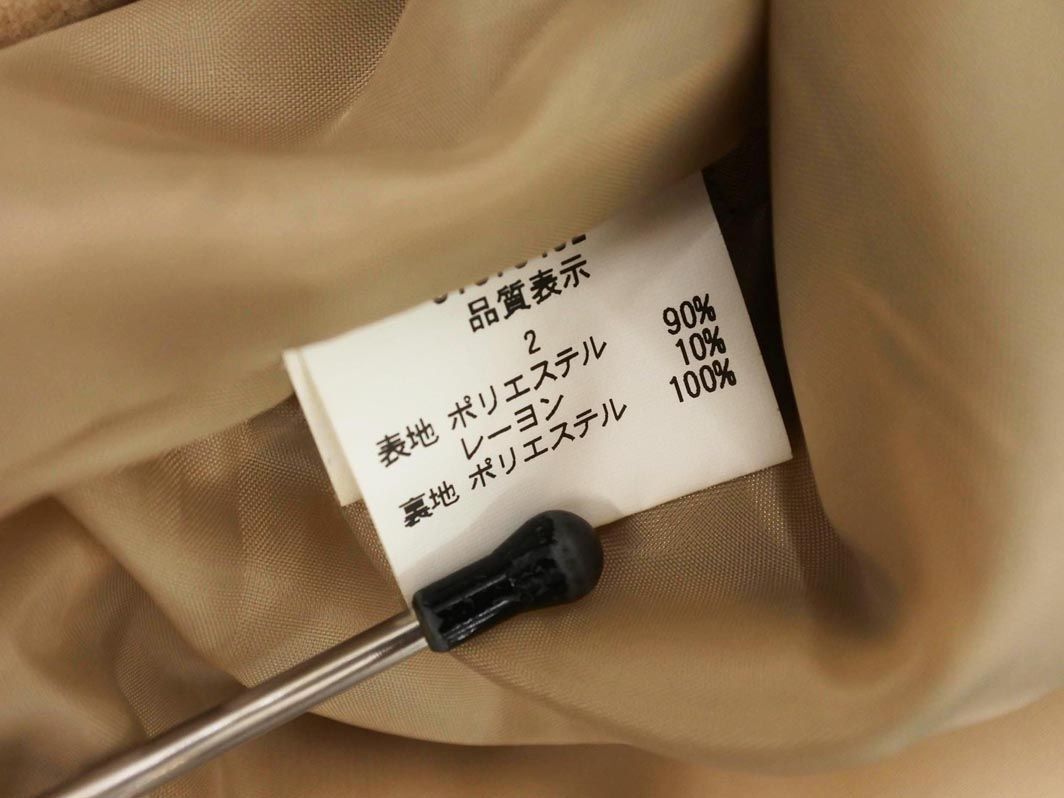 品質表示
2
表地 ポリエステル 90%
レーヨン 10%
裏地 ポリエステル 100%